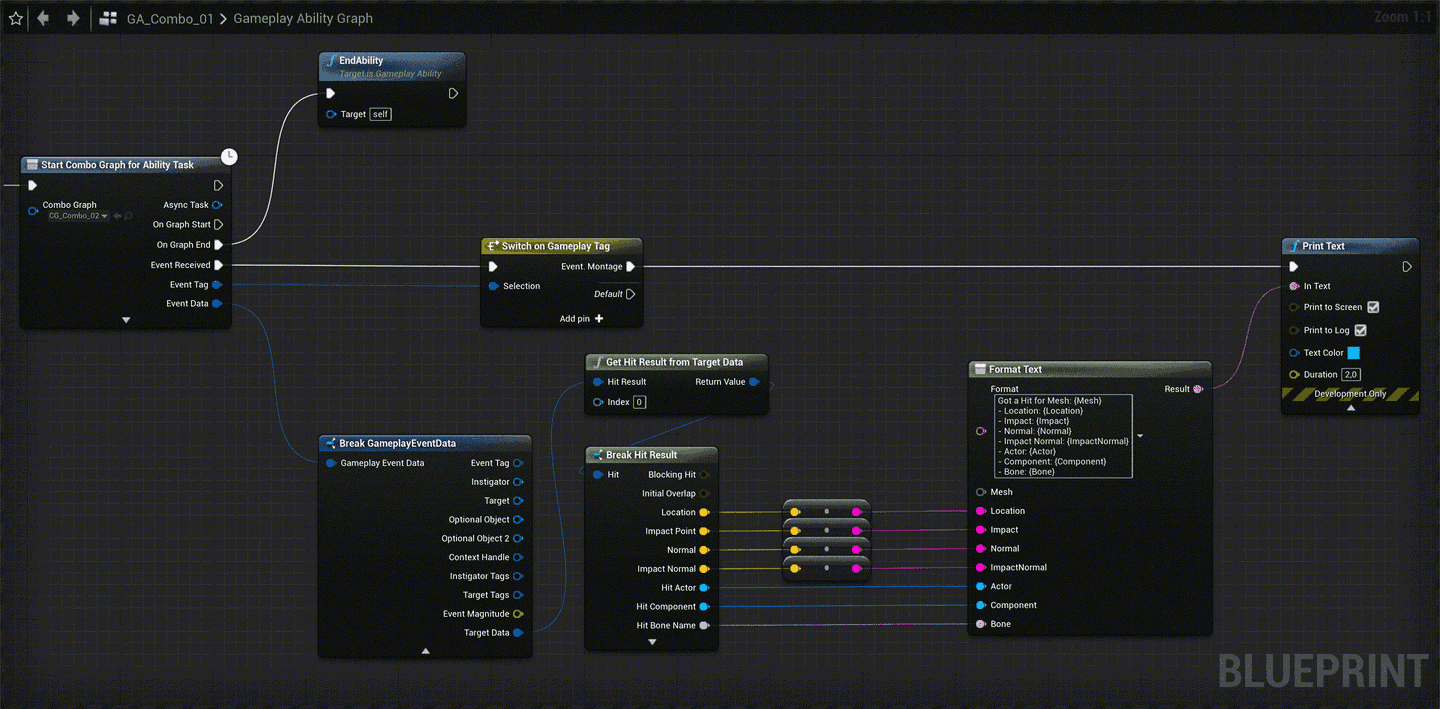 GA_Combo_01 > Gameplay Ability Graph
Zoom 1:1
EndAbility
Target is Gameplay Ability
Target self
Start Combo Graph for Ability Task
Combo Graph
CG_Combo_02
Async Task
On Graph Start
On Graph End
Event Received
Event Tag
Event Data
Switch on Gameplay Tag
Event. Montage
Selection
Default
Add pin +
Print Text
In Text
Print to Screen
Print to Log
Text Color
Duration 2,0
Development Only
Get Hit Result from Target Data
Hit Result Return Value
Index 0
Format Text
Format Result
Got a Hit for Mesh: {Mesh}
- Location: {Location}
- Impact: {Impact}
- Normal: {Normal}
- Impact Normal: {ImpactNormal}
- Actor: {Actor}
- Component: {Component}
- Bone: {Bone}
Mesh
Location
Impact
Normal
ImpactNormal
Actor
Component
Bone
Break GameplayEventData
Gameplay Event Data Event Tag
Instigator
Target
Optional Object
Optional Object 2
Context Handle
Instigator Tags
Target Tags
Event Magnitude
Target Data
Break Hit Result
Hit Blocking Hit
Initial Overlap
Location
Impact Point
Normal
Impact Normal
Hit Actor
Hit Component
Hit Bone Name
BLUEPRINT